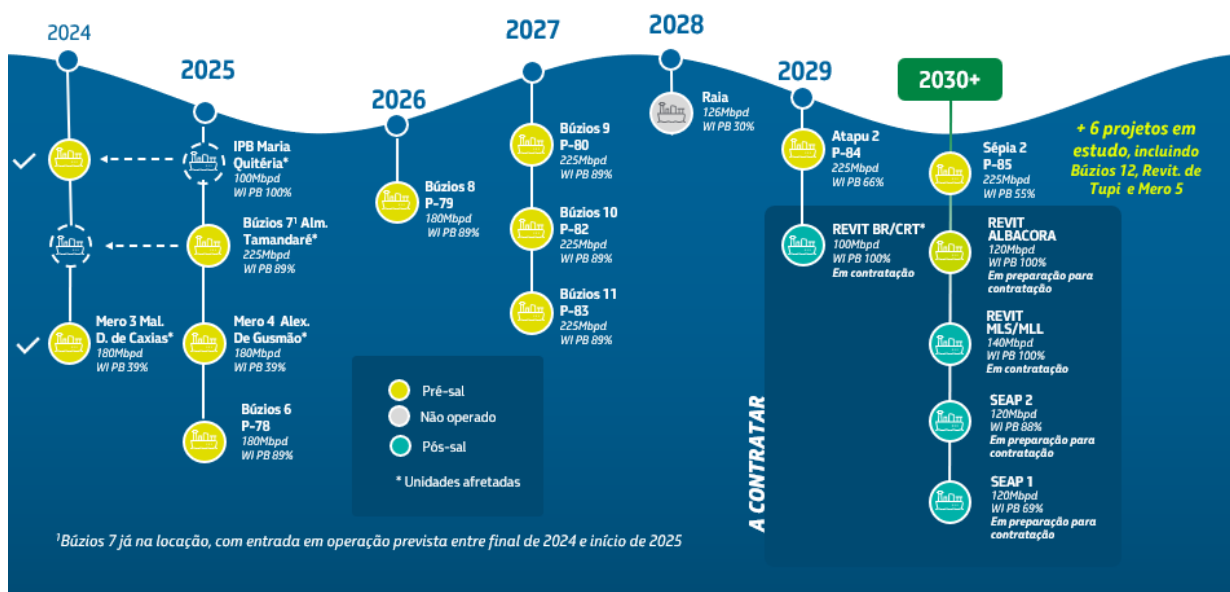 2024
Mero 3 Mal.
D. de Caxias*
180Mbpd
WI PB 39%
2025
IPB Maria
Quitéria*
100Mbpd
WI PB 100%
Búzios 7¹ Alm.
Tamandaré*
225Mbpd
WI PB 89%
Mero 4 Alex.
De Gusmão*
180Mbpd
WI PB 39%
Búzios 6
P-78
180Mbpd
WI PB 89%
2026
Búzios 8
P-79
180Mbpd
WI PB 89%
2027
Búzios 9
P-80
225Mbpd
WI PB 89%
Búzios 10
P-82
225Mbpd
WI PB 89%
Búzios 11
P-83
225Mbpd
WI PB 89%
2028
Raia
126Mbpd
WI PB 30%
2029
Atapu 2
P-84
225Mbpd
WI PB 66%
REVIT BR/CRT*
100Mbpd
WI PB 100%
Em contratação
2030+
Sépia 2
P-85
225Mbpd
WI PB 55%
REVIT
ALBACORA
120Mbpd
WI PB 100%
Em preparação para
contratação
REVIT
MLS/MLL
140Mbpd
WI PB 100%
Em contratação
SEAP 2
120Mbpd
WI PB 88%
Em preparação para
contratação
SEAP 1
120Mbpd
WI PB 69%
Em preparação para
contratação
+ 6 projetos em
estudo, incluindo
Búzios 12, Revit. de
Tupi e Mero 5
A CONTRATAR
Pré-sal
Não operado
Pós-sal
* Unidades afretadas
¹Búzios 7 já na locação, com entrada em operação prevista entre final de 2024 e início de 2025